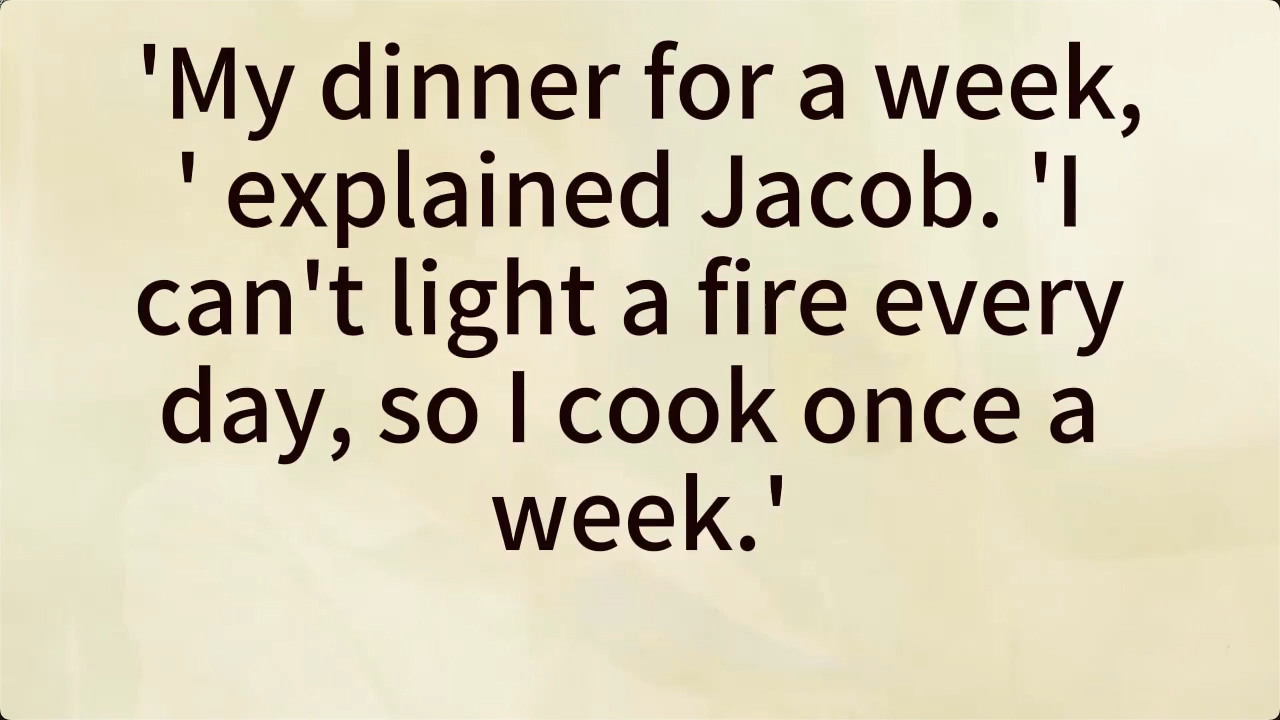 'My dinner for a week,
' explained Jacob. 'I
can't light a fire every
day, so I cook once a
week.'